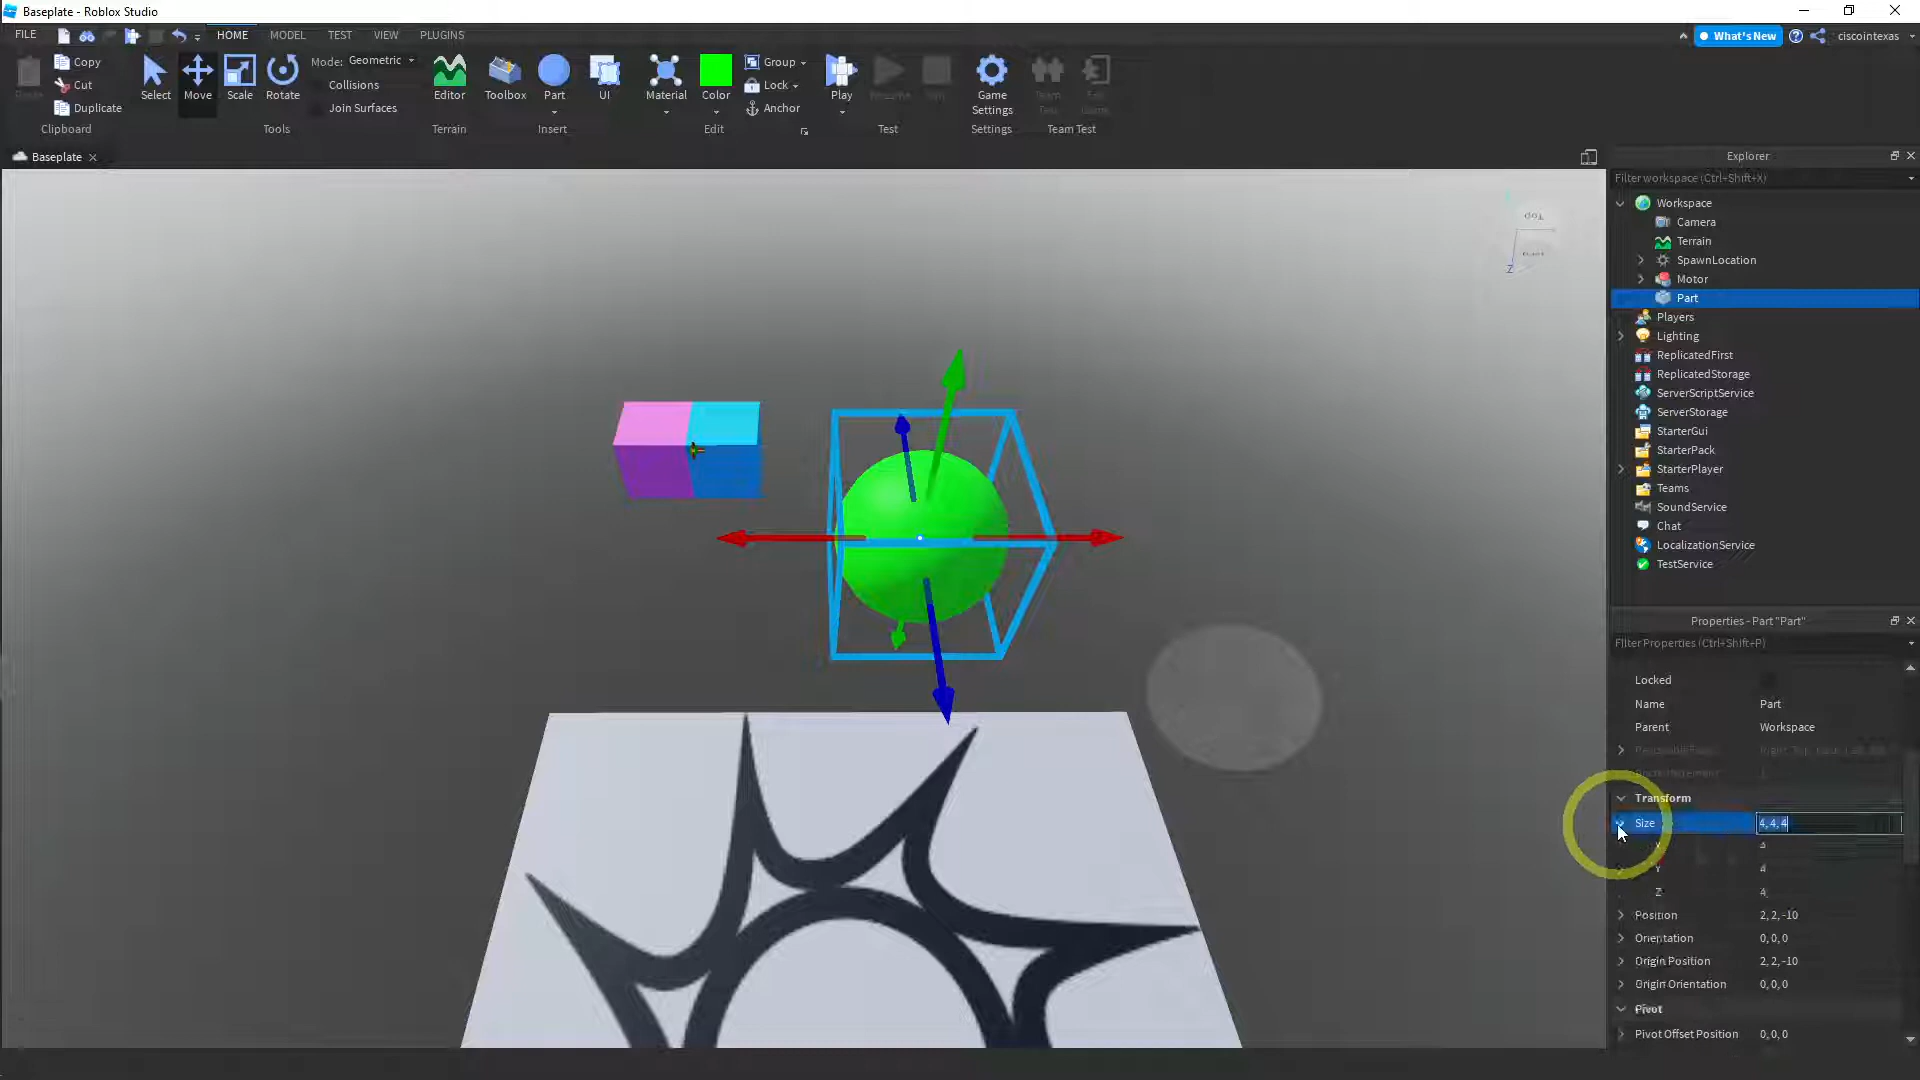 Baseplate - Roblox Studio
FILE
HOME
MODEL
TEST
VIEW
PLUGINS
What's New
ciscointexas
Copy
Cut
Duplicate
Clipboard
Select
Move
Scale
Rotate
Mode: Geometric
Collisions
Join Surfaces
Tools
Editor
Terrain
Toolbox
Part
UI
Insert
Material
Color
Group
Lock
Anchor
Edit
Play
Test
Game
Settings
Settings
Team Test
Baseplate
Top
Z
Explorer
Filter workspace (Ctrl+Shift+X)
Workspace
Camera
Terrain
SpawnLocation
Motor
Part
Players
Lighting
ReplicatedFirst
ReplicatedStorage
ServerScriptService
ServerStorage
StarterGui
StarterPack
StarterPlayer
Teams
SoundService
Chat
LocalizationService
TestService
Properties - Part "Part"
Filter Properties (Ctrl+Shift+P)
Locked
Name Part
Parent Workspace
Transform
Size 4, 4, 4
X 4
Y 4
Z 4
Position 2, 2, -10
Orientation 0, 0, 0
Origin Position 2, 2, -10
Origin Orientation 0, 0, 0
Pivot
Pivot Offset Position 0, 0, 0